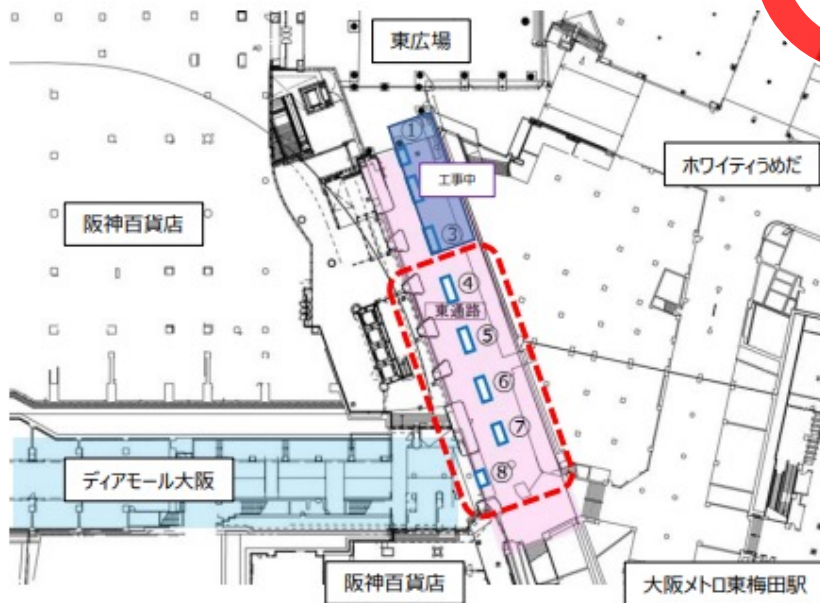 東広場
①
工事中
ホワイティうめだ
阪神百貨店
③
④
東通路
⑤
⑥
⑦
⑧
ディアモール大阪
阪神百貨店
大阪メトロ東梅田駅